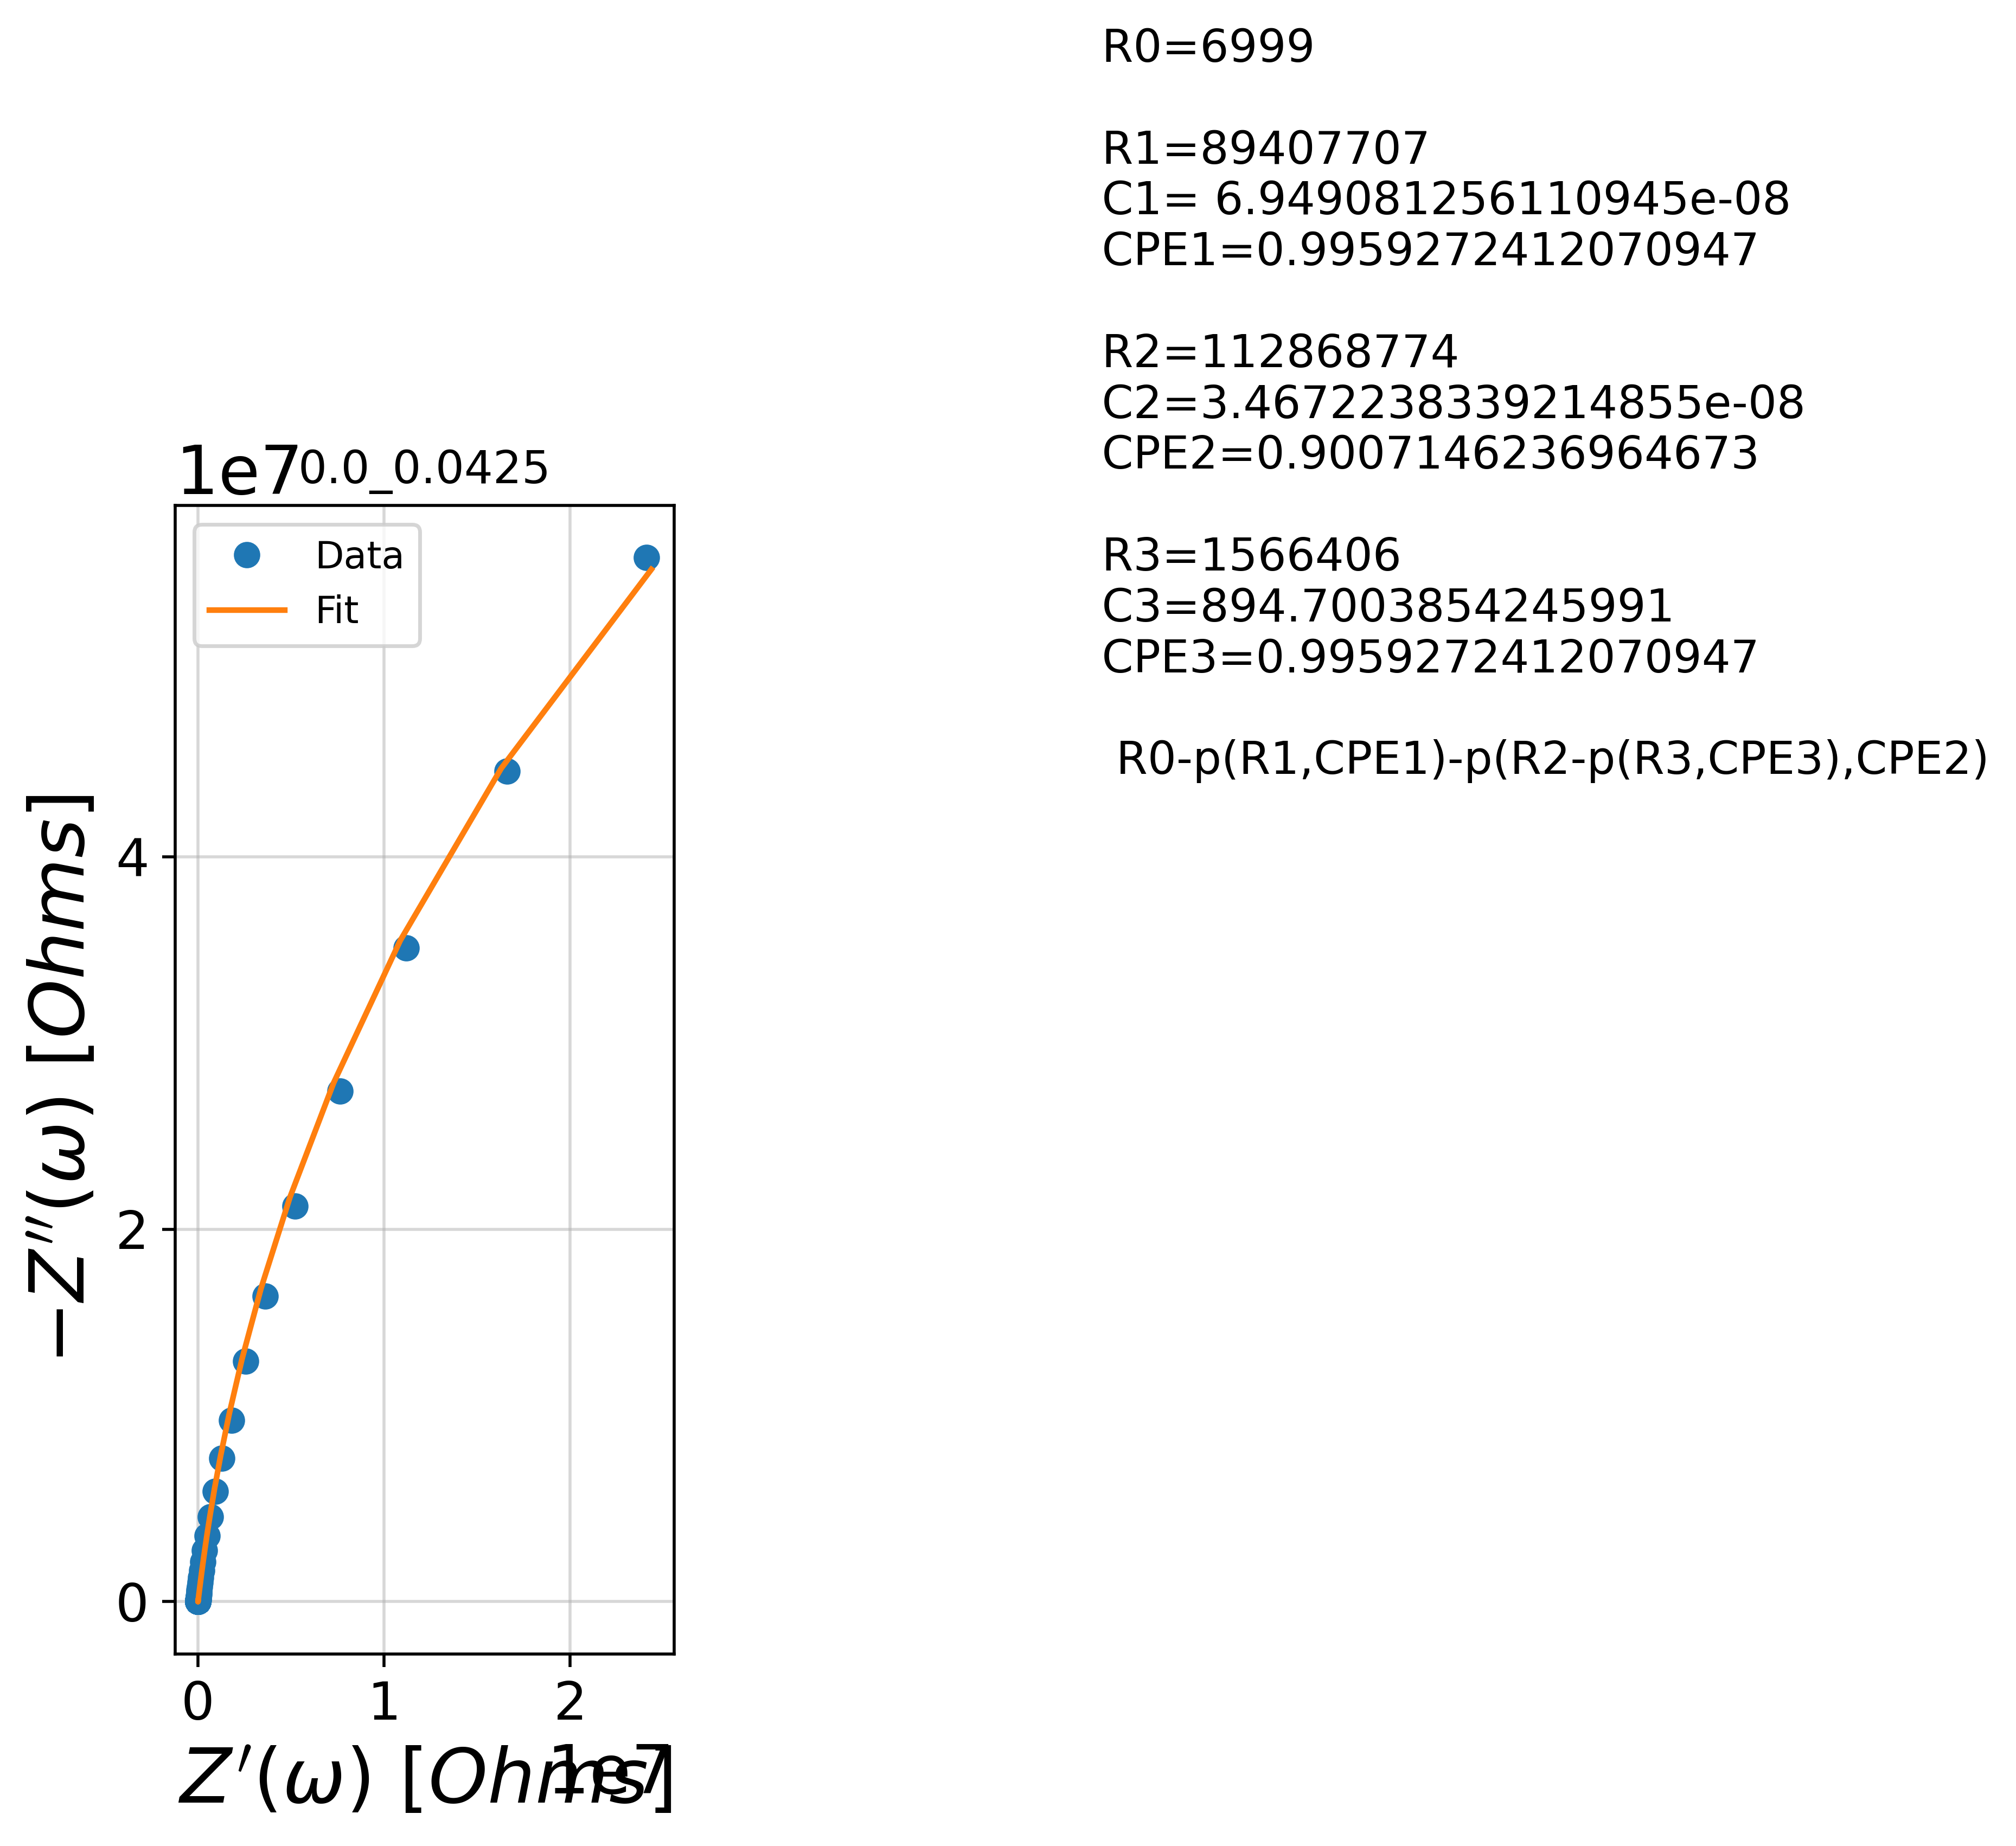 R0=6999
R1=89407707
C1= 6.949081256110945e-08
CPE1=0.9959272412070947
R2=112868774
C2=3.4672238339214855e-08
CPE2=0.9007146236964673
R3=1566406
C3=894.7003854245991
CPE3=0.9959272412070947
R0-p(R1,CPE1)-p(R2-p(R3,CPE3),CPE2)
1e7
0.0_0.0425
Data
Fit
4
2
0
−Z′′(ω) [Ohms]
0 1 2
Z′(ω) [Ohms]
1e7